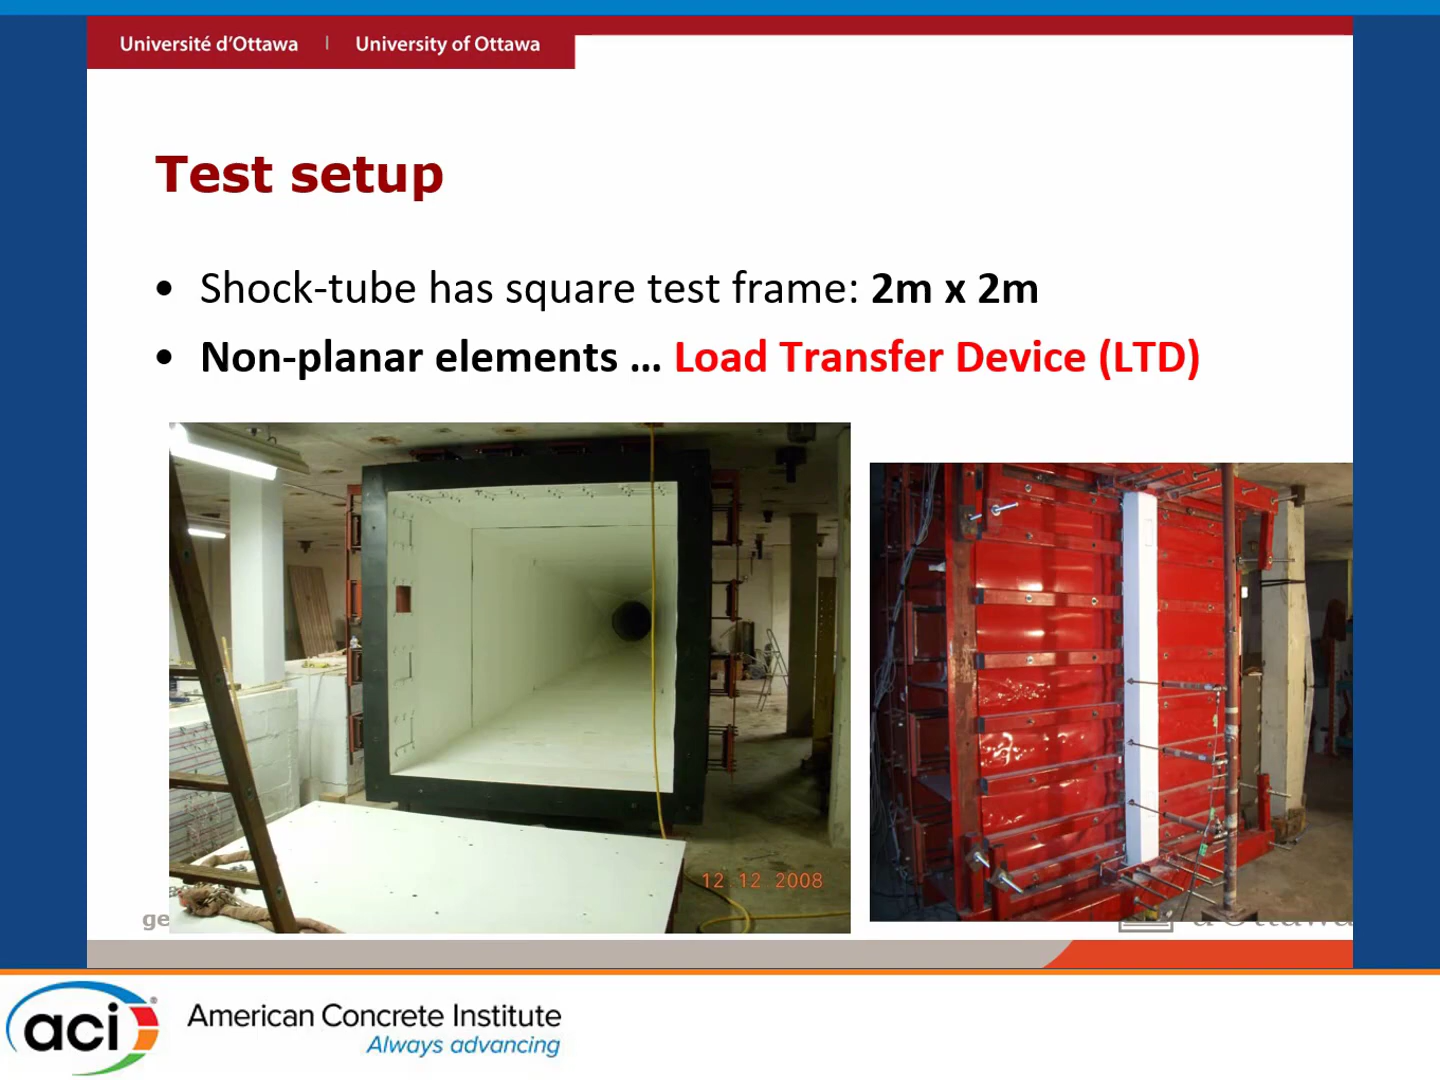 Université d'Ottawa | University of Ottawa
Test setup
• Shock-tube has square test frame: 2m x 2m
• Non-planar elements ... Load Transfer Device (LTD)
12 12 2008
aci®
American Concrete Institute
Always advancing